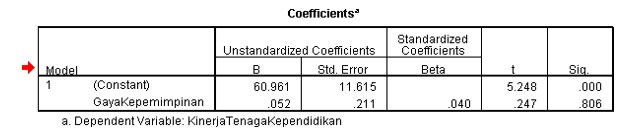 Coefficientsᵃ
Unstandardized Coefficients Standardized Coefficients
Model B Std. Error Beta t Sig.
1 (Constant) 60.961 11.615 5.248 .000
GayaKepemimpinan .052 .211 .040 .247 .806
a. Dependent Variable: KinerjaTenagaKependidikan